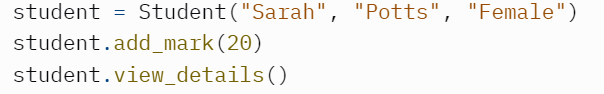 student = Student("Sarah", "Potts", "Female")
student.add_mark(20)
student.view_details()